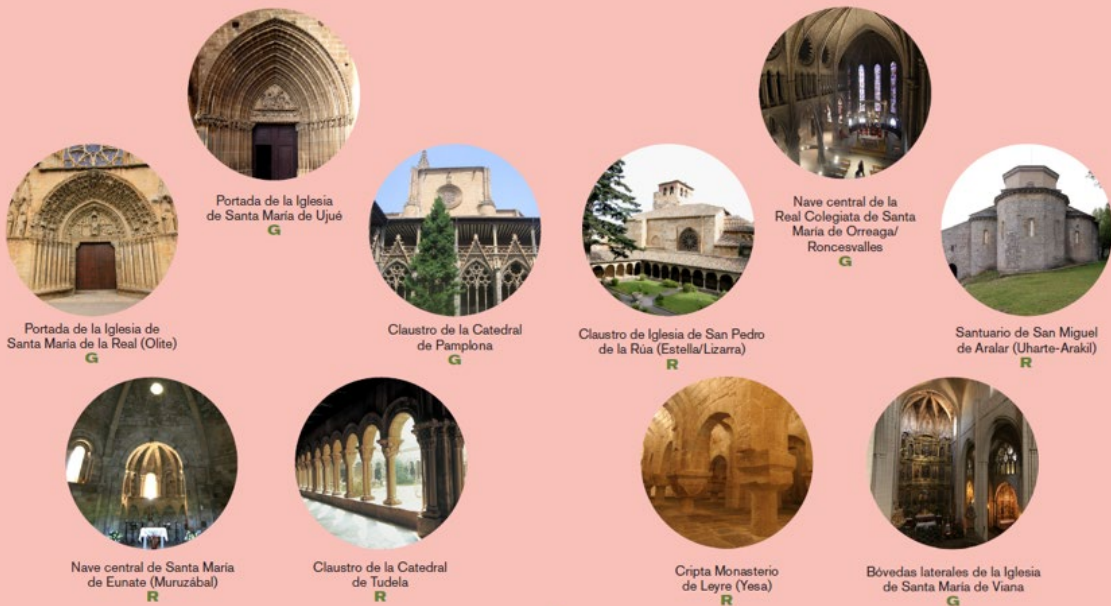 Portada de la Iglesia
de Santa María de Ujué
G
Nave central de la
Real Colegiata de Santa
María de Orreaga/
Roncesvalles
G
Portada de la Iglesia de
Santa María de la Real (Olite)
G
Claustro de la Catedral
de Pamplona
G
Claustro de Iglesia de San Pedro
de la Rúa (Estella/Lizarra)
R
Santuario de San Miguel
de Aralar (Uharte-Arakil)
R
Nave central de Santa María
de Eunate (Muruzábal)
R
Claustro de la Catedral
de Tudela
R
Cripta Monasterio
de Leyre (Yesa)
R
Bóvedas laterales de la Iglesia
de Santa María de Viana
G